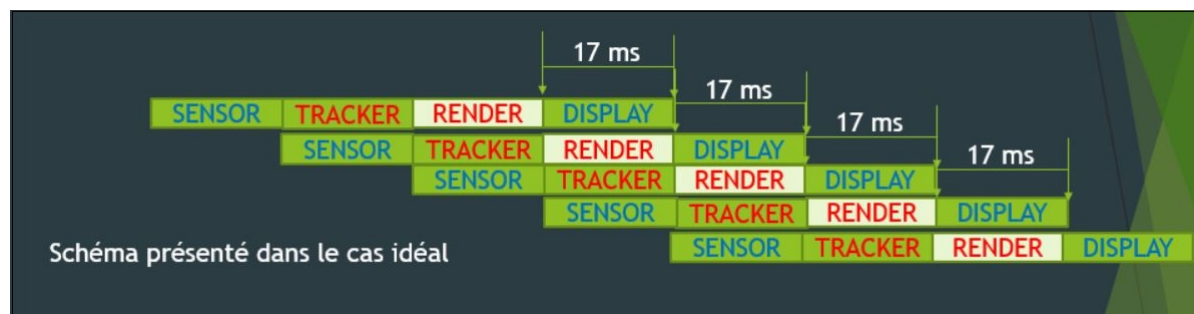 17 ms
17 ms
SENSOR TRACKER RENDER DISPLAY
17 ms
SENSOR TRACKER RENDER DISPLAY
17 ms
SENSOR TRACKER RENDER DISPLAY
SENSOR TRACKER RENDER DISPLAY
Schéma présenté dans le cas idéal
SENSOR TRACKER RENDER DISPLAY